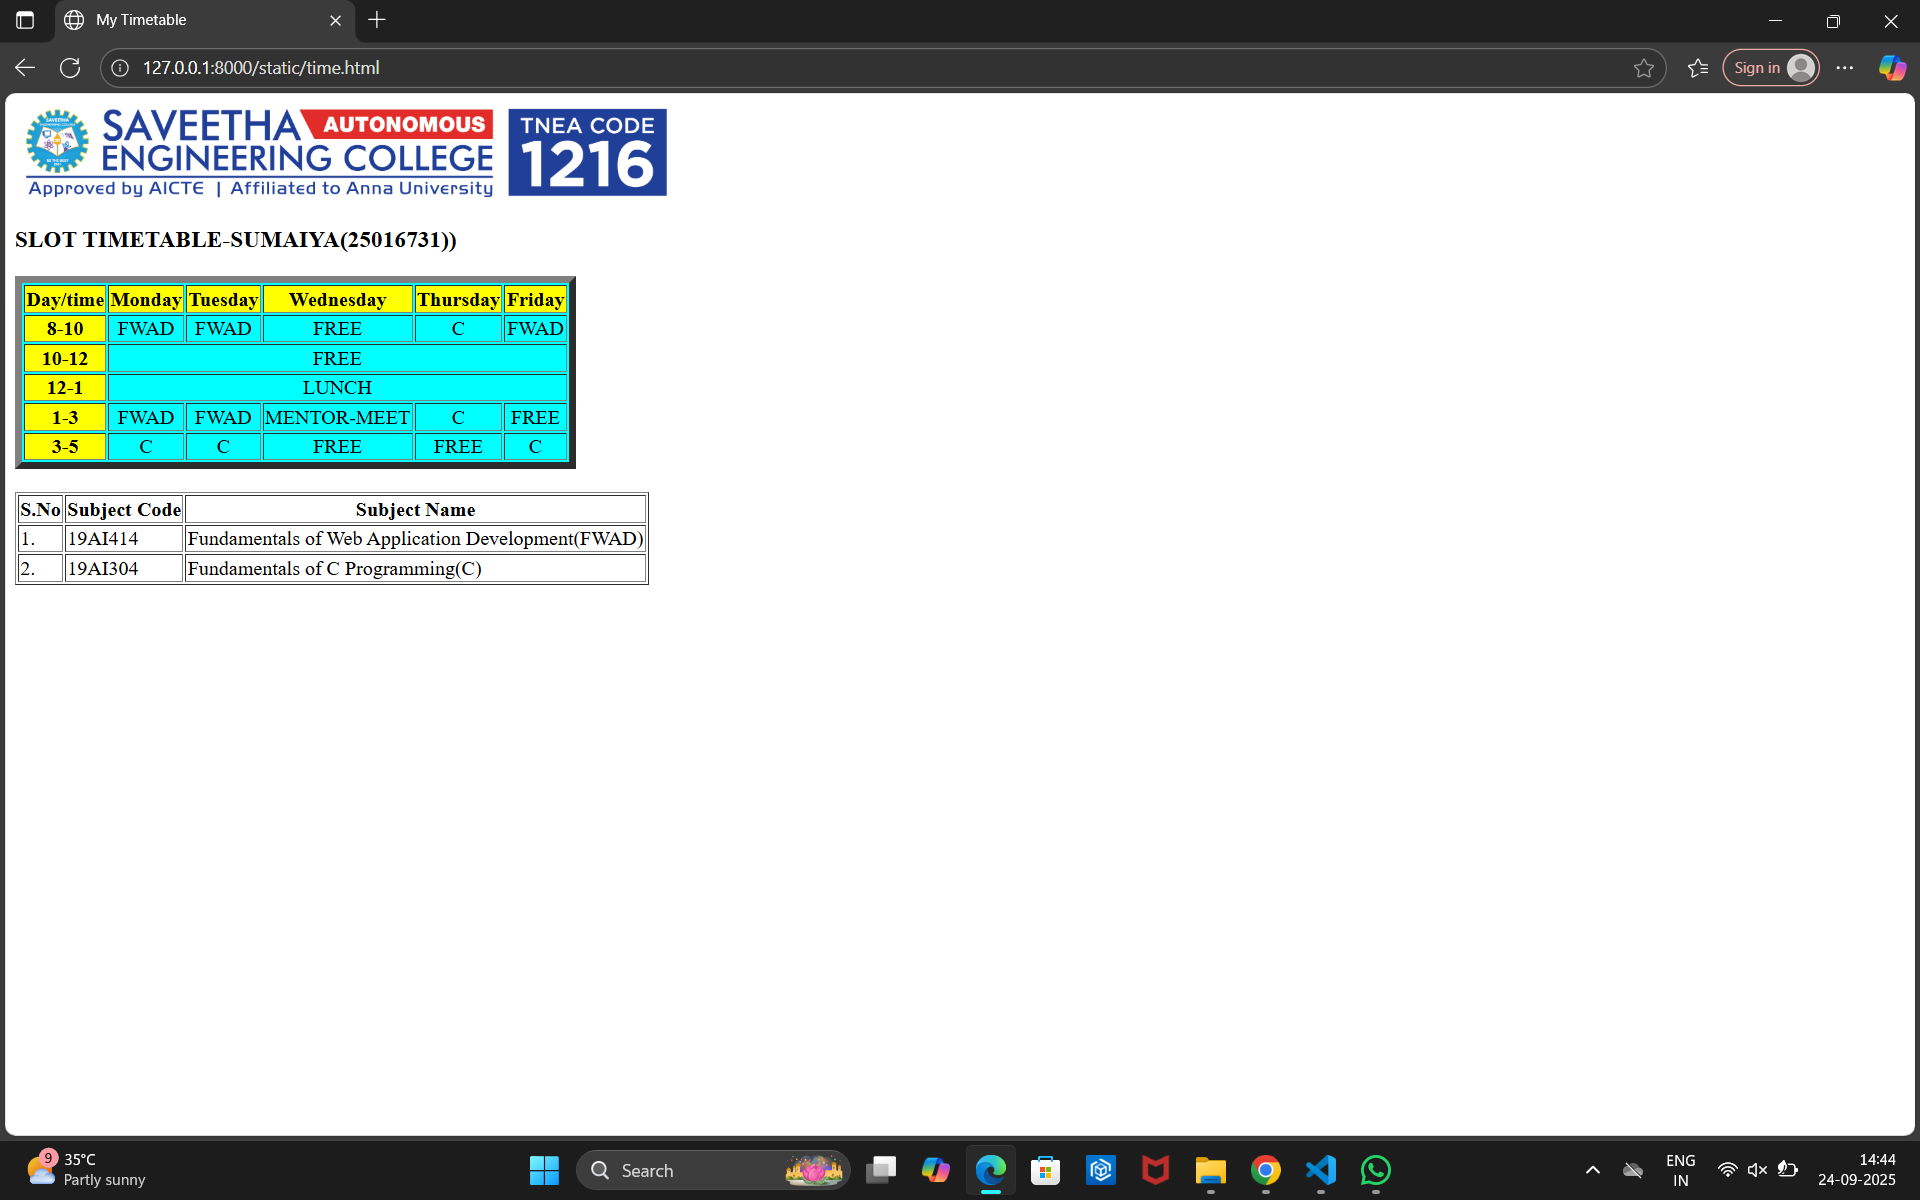 My Timetable
127.0.0.1:8000/static/time.html
Sign in
SAVEETHA AUTONOMOUS
ENGINEERING COLLEGE
Approved by AICTE | Affiliated to Anna University
TNEA CODE
1216
SLOT TIMETABLE-SUMAIYA(25016731))
Day/time Monday Tuesday Wednesday Thursday Friday
8-10 FWAD FWAD FREE C FWAD
10-12 FREE
12-1 LUNCH
1-3 FWAD FWAD MENTOR-MEET C FREE
3-5 C C FREE FREE C
S.No Subject Code Subject Name
1. 19AI414 Fundamentals of Web Application Development(FWAD)
2. 19AI304 Fundamentals of C Programming(C)
9
35°C
Partly sunny
Search
ENG
IN
14:44
24-09-2025